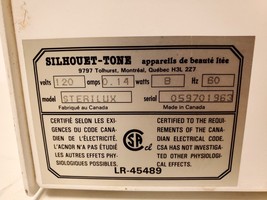 SILHOUET-TONE appareils de beauté ltée
9797 Tolhurst, Montréal, Québec H3L 2Z7
volts 120 amps 0.14 watts 8 Hz 60
model STERILUX serial 059701963
Fabriqué au Canada Made in Canada
CERTIFIÉ SELON LES EXI-
GENCES DU CODE CANA-
DIEN DE L'ÉLECTRICITÉ.
L'ACNOR N'A PAS ÉTUDIÉ
LES AUTRES EFFETS PHY-
SIOLOGIQUES POSSIBLES.
CERTIFIED TO THE REQUI-
REMENTS OF THE CANA-
DIAN ELECTRICAL CODE.
CSA HAS NOT INVESTIGA-
TED OTHER PHYSIOLOGI-
CAL EFFECTS.
LR-45489